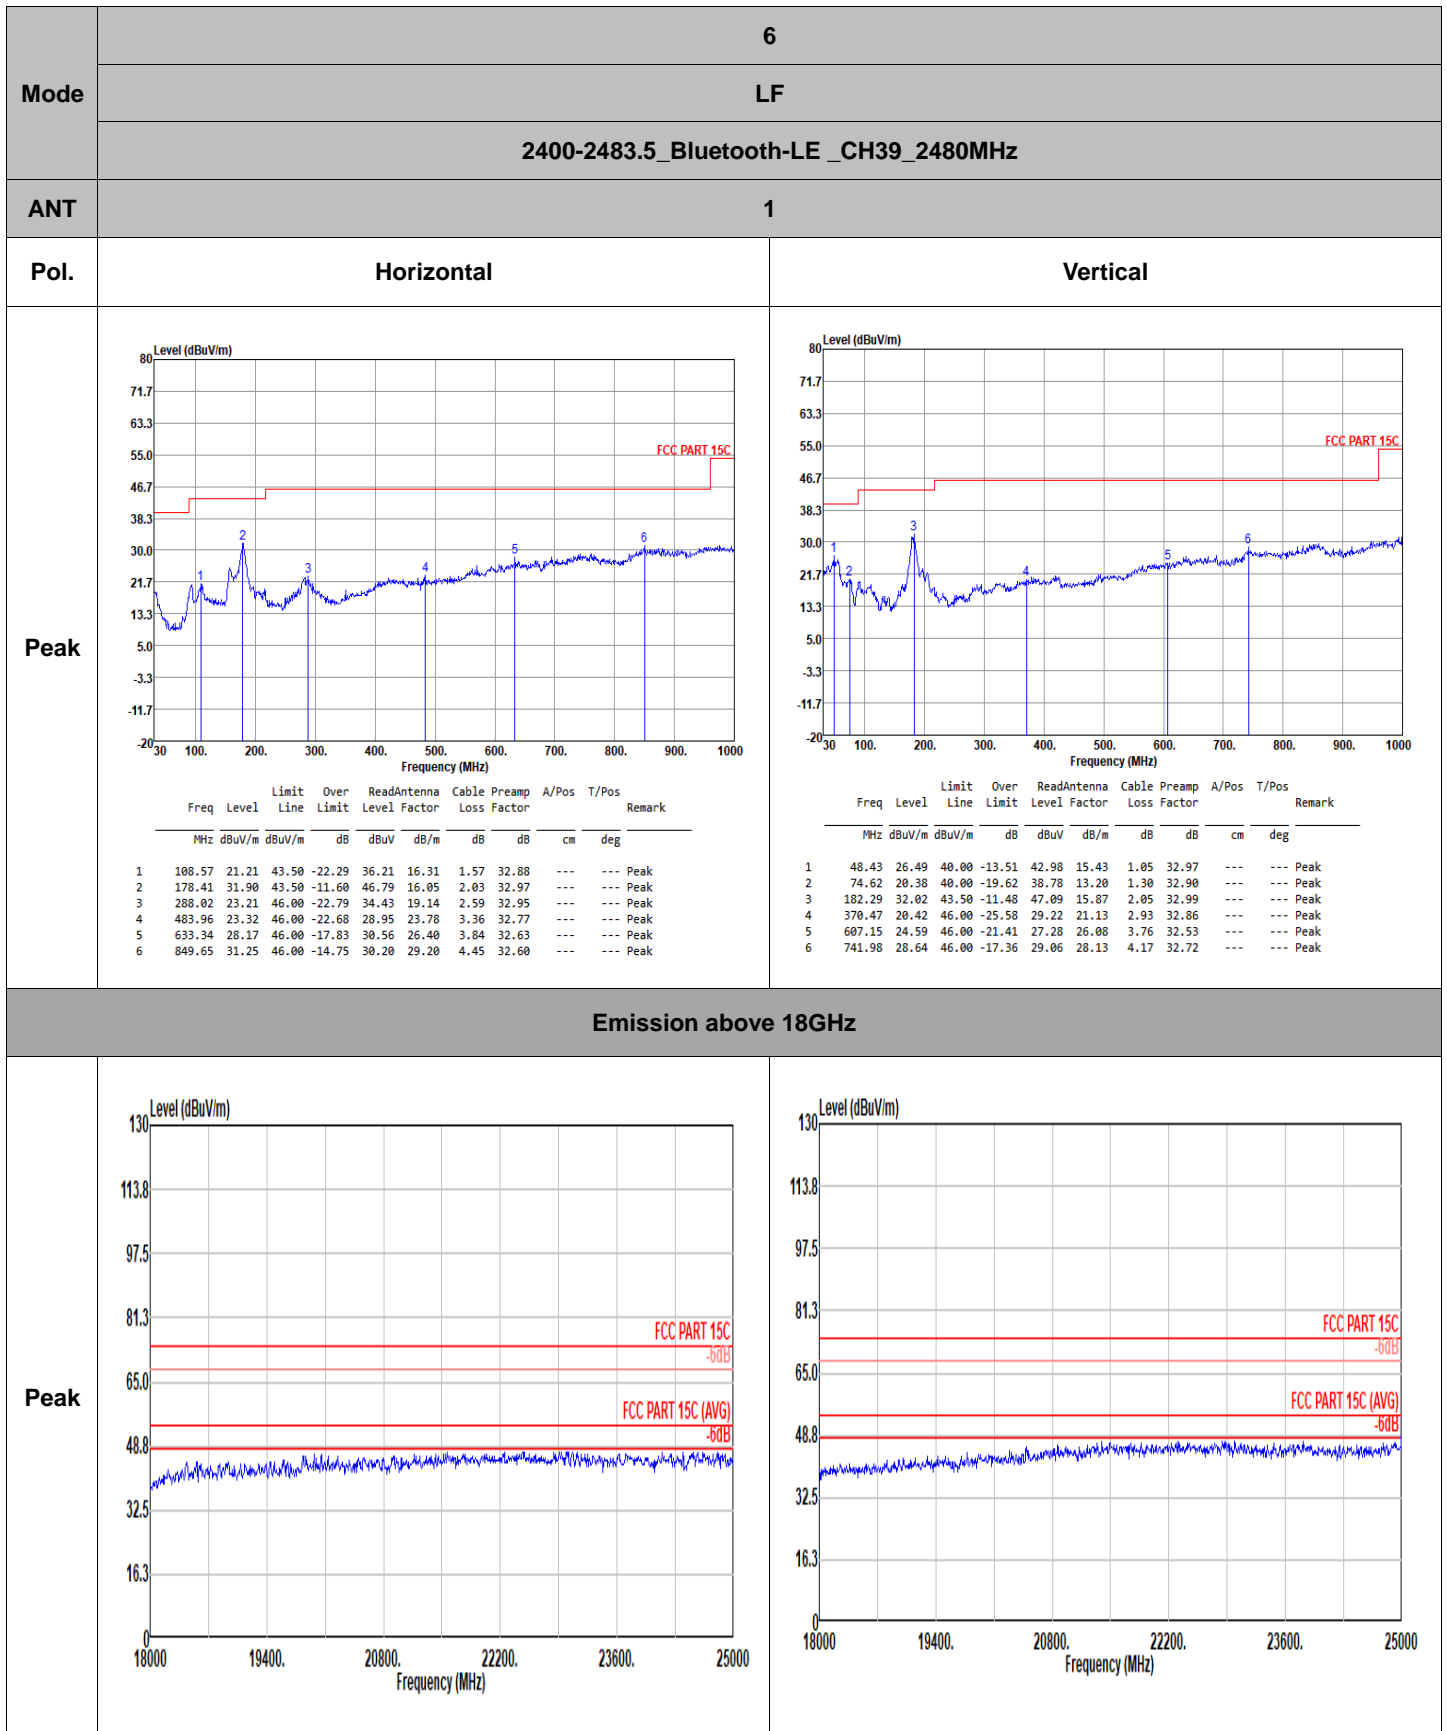 Mode
6
LF
2400-2483.5_Bluetooth-LE _CH39_2480MHz
ANT
1
Pol.
Horizontal
Vertical
Peak
Level (dBuV/m)
80
71.7
63.3
55.0
46.7
38.3
30.0
21.7
13.3
5.0
-3.3
-11.7
-20
FCC PART 15C
1
2
3
4
5
6
30 100. 200. 300. 400. 500. 600. 700. 800. 900. 1000
Frequency (MHz)
Limit Over ReadAntenna Cable Preamp A/Pos T/Pos
Freq Level Line Limit Level Factor Loss Factor Remark
MHz dBuV/m dBuV/m dB dBuV dB/m dB dB cm deg
1 108.57 21.21 43.50 -22.29 36.21 16.31 1.57 32.88 --- --- Peak
2 178.41 31.90 43.50 -11.60 46.79 16.05 2.03 32.97 --- --- Peak
3 288.02 23.21 46.00 -22.79 34.43 19.14 2.59 32.95 --- --- Peak
4 483.96 23.32 46.00 -22.68 28.95 23.78 3.36 32.77 --- --- Peak
5 633.34 28.17 46.00 -17.83 30.56 26.40 3.84 32.63 --- --- Peak
6 849.65 31.25 46.00 -14.75 30.20 29.20 4.45 32.60 --- --- Peak
Level (dBuV/m)
80
71.7
63.3
55.0
46.7
38.3
30.0
21.7
13.3
5.0
-3.3
-11.7
-20
FCC PART 15C
1
2
3
4
5
6
30 100. 200. 300. 400. 500. 600. 700. 800. 900. 1000
Frequency (MHz)
Limit Over ReadAntenna Cable Preamp A/Pos T/Pos
Freq Level Line Limit Level Factor Loss Factor Remark
MHz dBuV/m dBuV/m dB dBuV dB/m dB dB cm deg
1 48.43 26.49 40.00 -13.51 42.98 15.43 1.05 32.97 --- --- Peak
2 74.62 20.38 40.00 -19.62 38.78 13.20 1.30 32.90 --- --- Peak
3 182.29 32.02 43.50 -11.48 47.09 15.87 2.05 32.99 --- --- Peak
4 370.47 20.42 46.00 -25.58 29.22 21.13 2.93 32.86 --- --- Peak
5 607.15 24.59 46.00 -21.41 27.28 26.08 3.76 32.53 --- --- Peak
6 741.98 28.64 46.00 -17.36 29.06 28.13 4.17 32.72 --- --- Peak
Emission above 18GHz
Peak
Level (dBuV/m)
130
113.8
97.5
81.3
65.0
48.8
32.5
16.3
0
FCC PART 15C
-6dB
FCC PART 15C (AVG)
-6dB
18000 19400. 20800. 22200. 23600. 25000
Frequency (MHz)
Level (dBuV/m)
130
113.8
97.5
81.3
65.0
48.8
32.5
16.3
0
FCC PART 15C
-6dB
FCC PART 15C (AVG)
-6dB
18000 19400. 20800. 22200. 23600. 25000
Frequency (MHz)